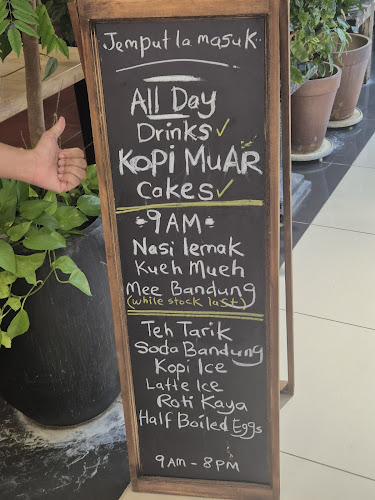 Jemput la masuk.
All Day
Drinks ✓
Kopi Muar
Cakes ✓
9AM
Nasi lemak
Kueh Mueh
Mee Bandung
(while stock last)
Teh Tarik
Soda Bandung
Kopi Ice
Latte Ice
Roti Kaya
Half Boiled Eggs
9AM - 8PM